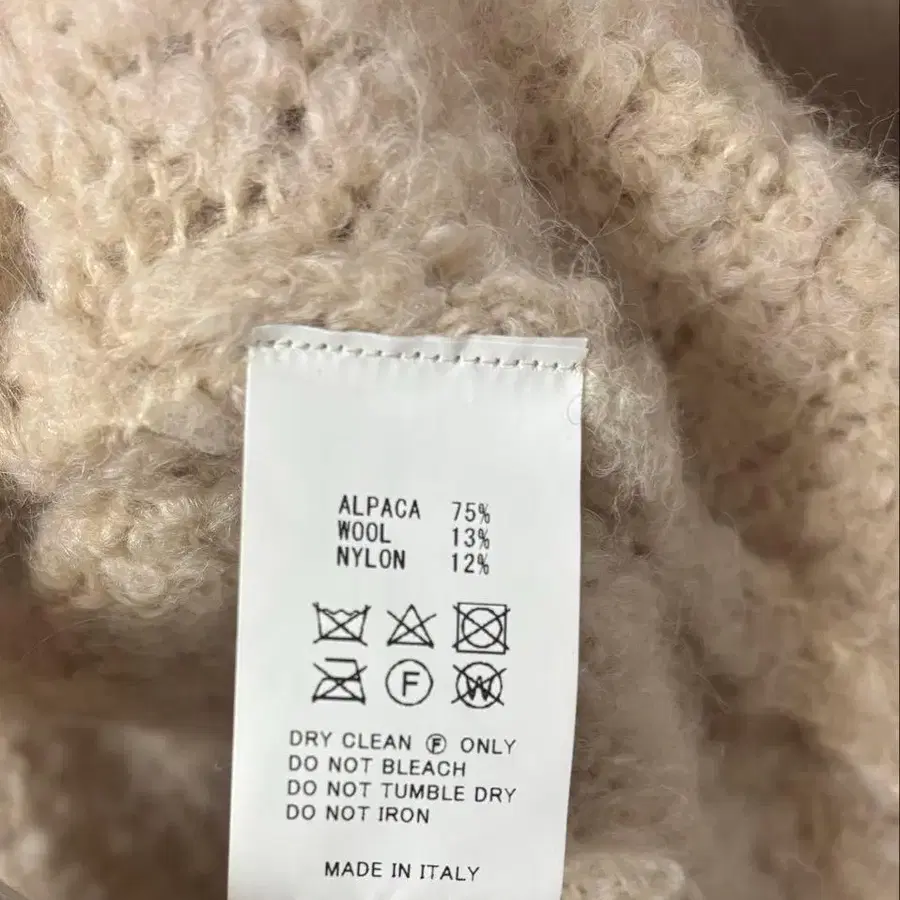 ALPACA 75%
WOOL 13%
NYLON 12%
F W
DRY CLEAN Ⓕ ONLY
DO NOT BLEACH
DO NOT TUMBLE DRY
DO NOT IRON
MADE IN ITALY